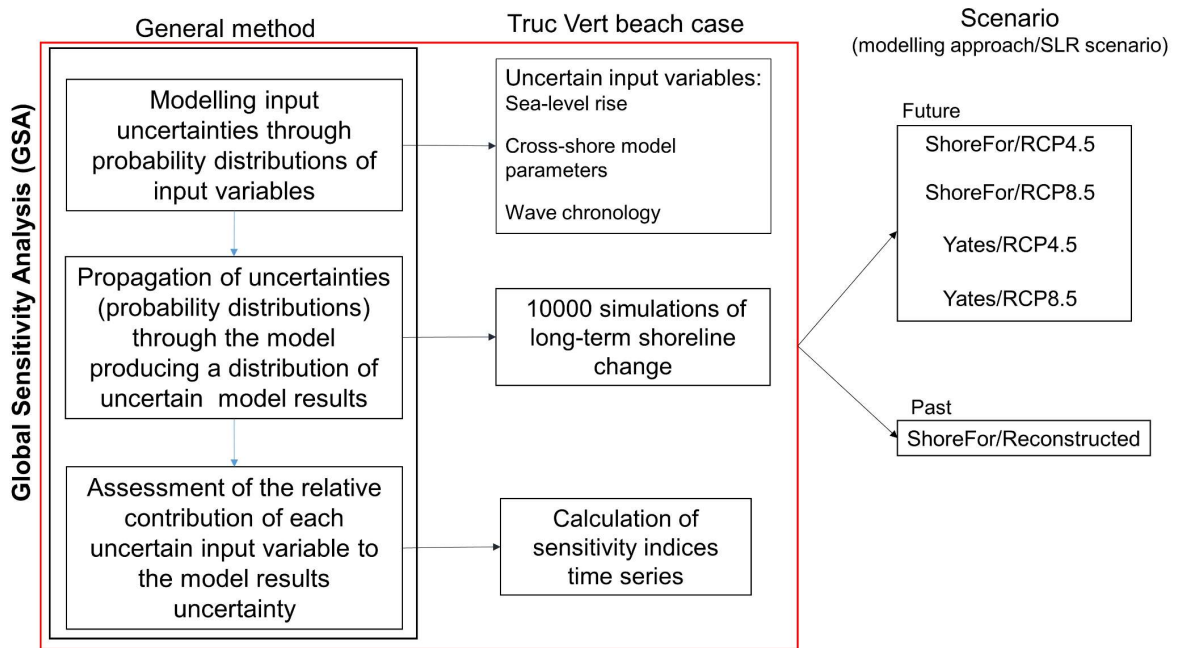 General method
Truc Vert beach case
Scenario
(modelling approach/SLR scenario)
Global Sensitivity Analysis (GSA)
Modelling input
uncertainties through
probability distributions of
input variables
Uncertain input variables:
Sea-level rise
Cross-shore model
parameters
Wave chronology
Propagation of uncertainties
(probability distributions)
through the model
producing a distribution of
uncertain model results
10000 simulations of
long-term shoreline
change
Assessment of the relative
contribution of each
uncertain input variable to
the model results
uncertainty
Calculation of
sensitivity indices
time series
Future
ShoreFor/RCP4.5
ShoreFor/RCP8.5
Yates/RCP4.5
Yates/RCP8.5
Past
ShoreFor/Reconstructed